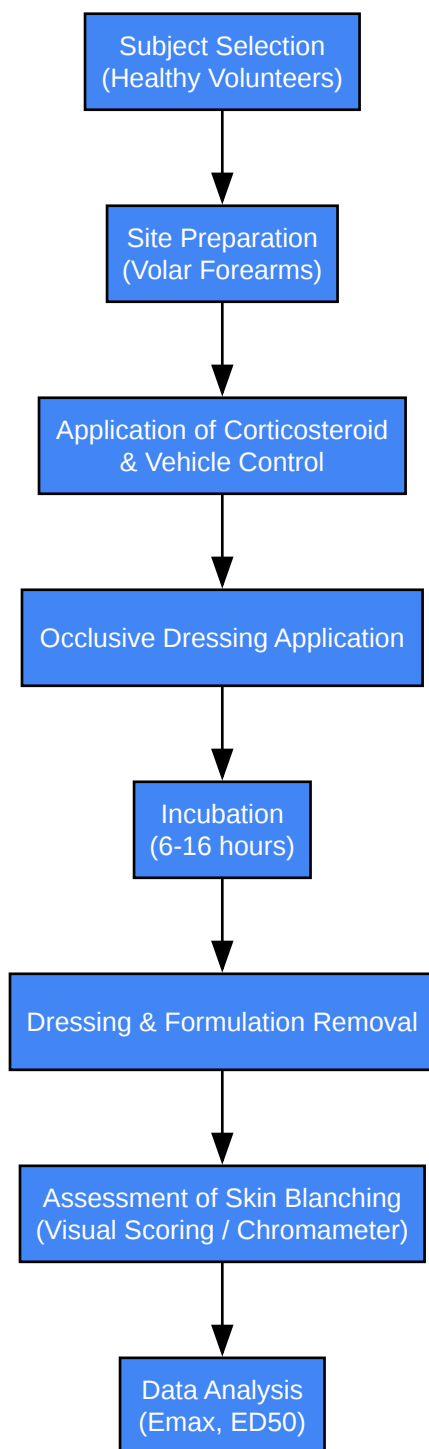 Subject Selection
(Healthy Volunteers)
Site Preparation
(Volar Forearms)
Application of Corticosteroid
& Vehicle Control
Occlusive Dressing Application
Incubation
(6-16 hours)
Dressing & Formulation Removal
Assessment of Skin Blanching
(Visual Scoring / Chromameter)
Data Analysis
(Emax, ED50)